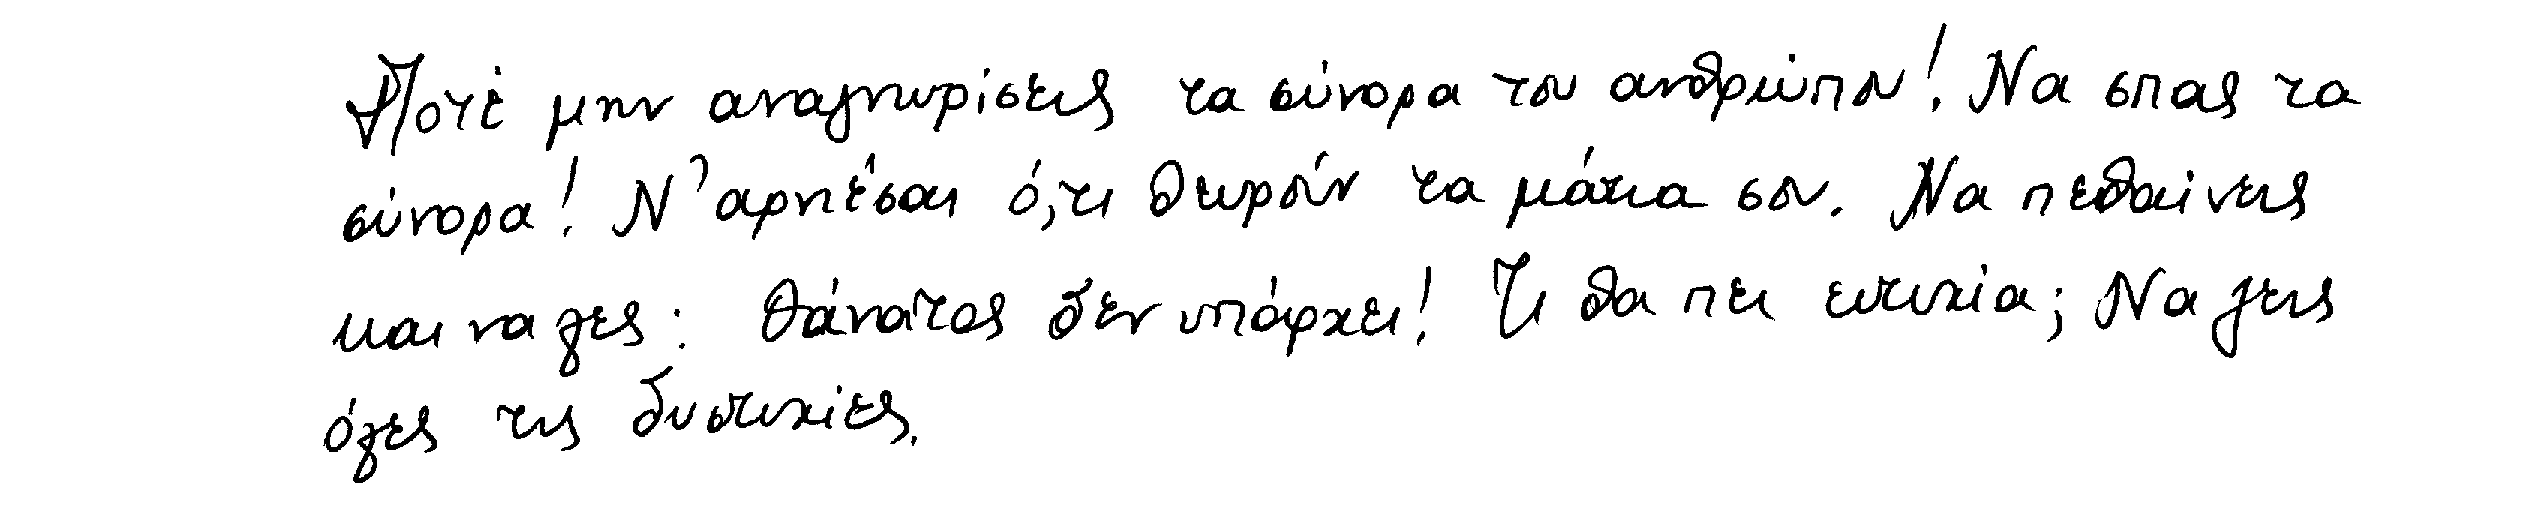 Ποτέ μην αναγνωρίσεις τα σύνορα του ανθρώπου! Να σπας τα
σύνορα! Ν' αρνιέσαι ό,τι θωρούν τα μάτια σου. Να πεθαίνεις
και να λες: Θάνατος δεν υπάρχει! Τι θα πει ευτυχία; Να ζεις
όλες τις δυστυχίες.